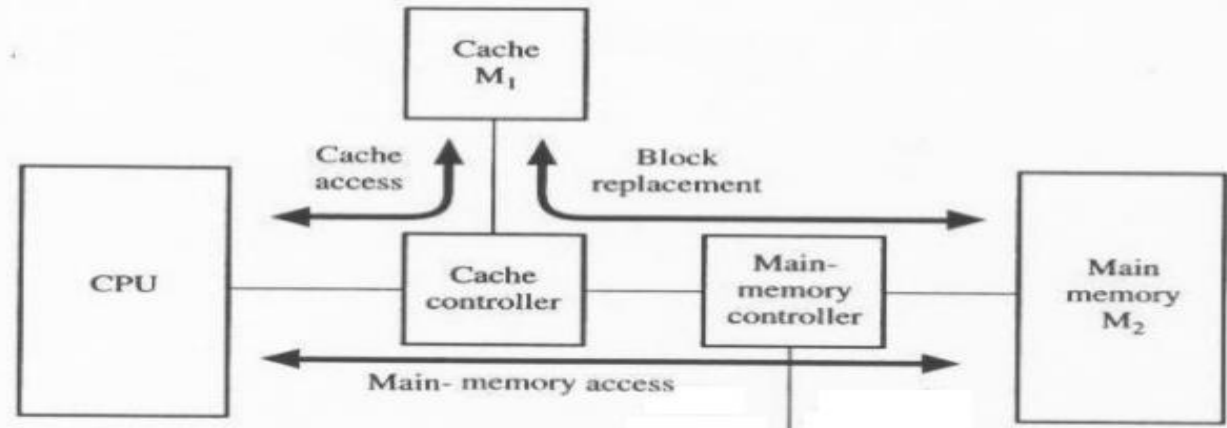 Cache
M₁
Cache
access
Block
replacement
CPU
Cache
controller
Main-
memory
controller
Main
memory
M₂
Main- memory access